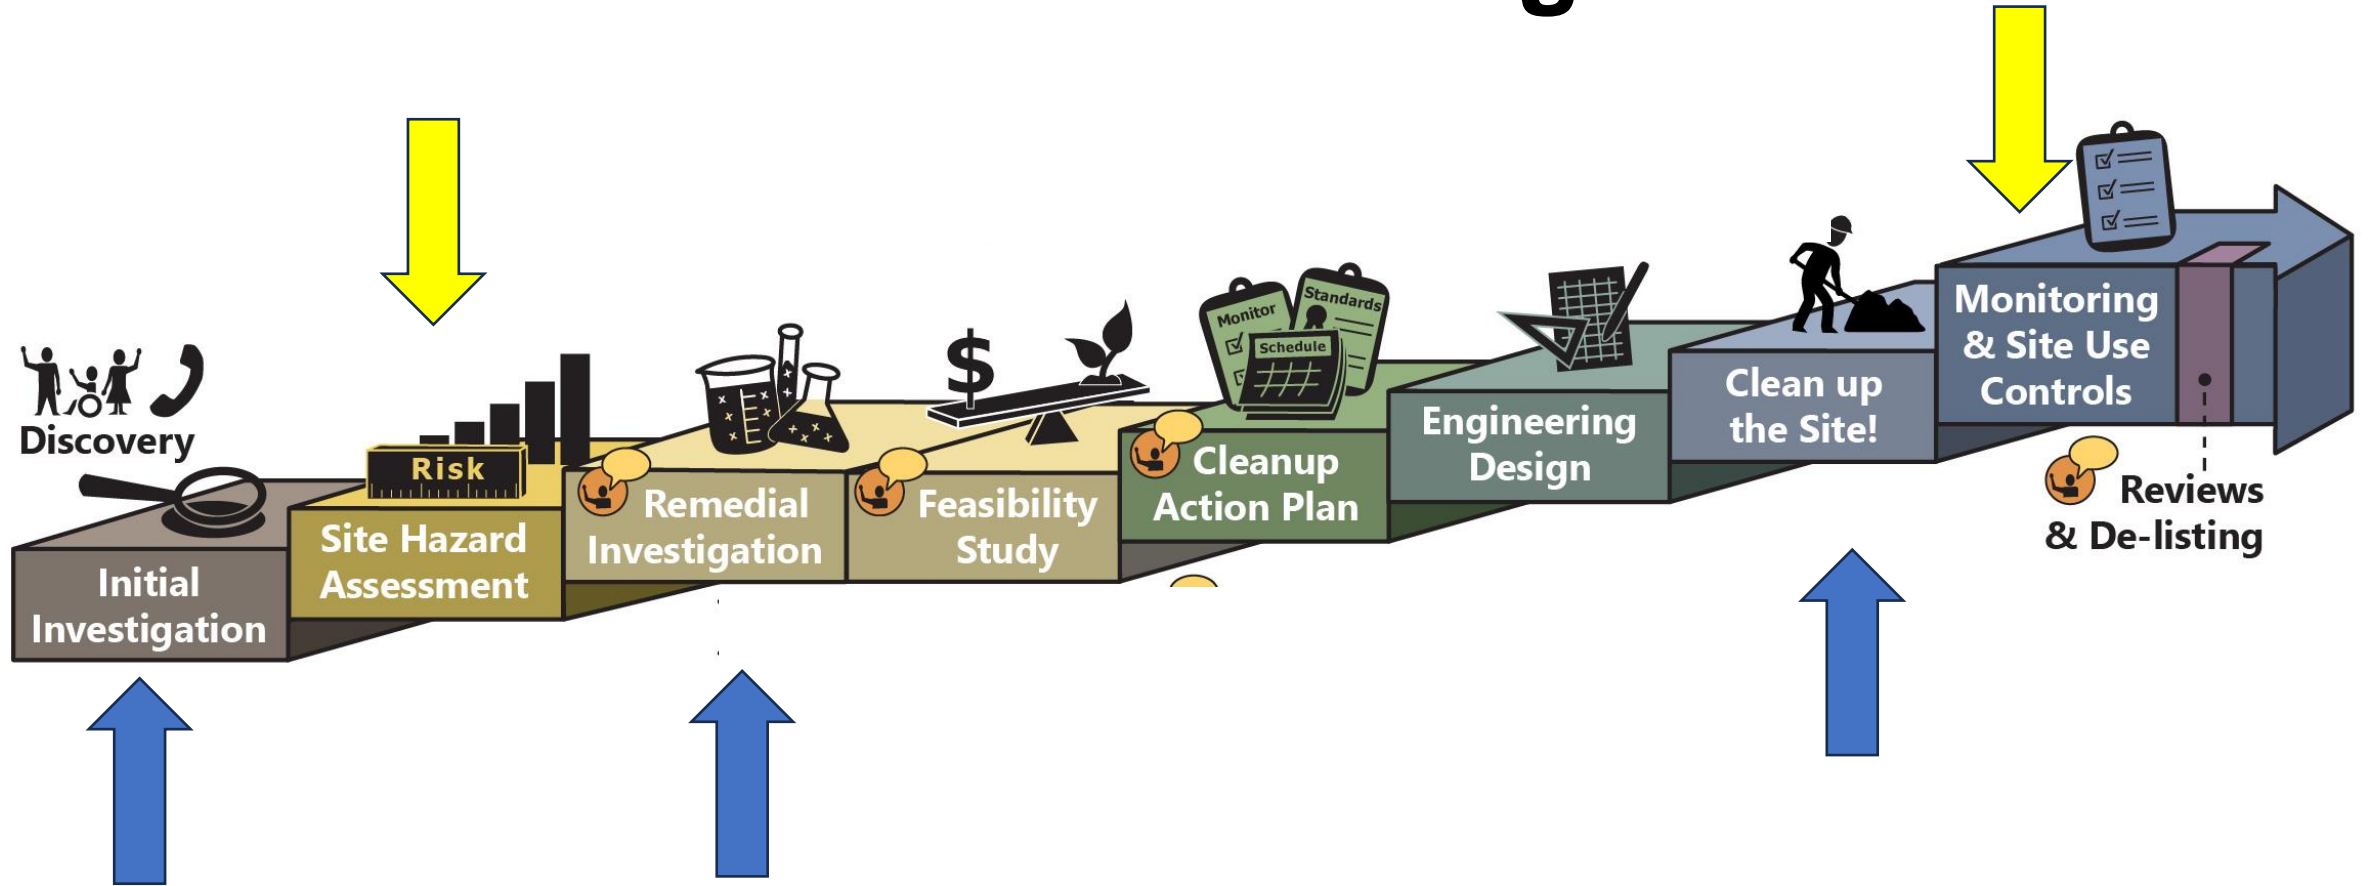 g
Discovery
Initial
Investigation
Risk
Site Hazard
Assessment
Remedial
Investigation
$
Feasibility
Study
Monitor
Standards
Schedule
Cleanup
Action Plan
Engineering
Design
Clean up
the Site!
Monitoring
& Site Use
Controls
Reviews
& De-listing